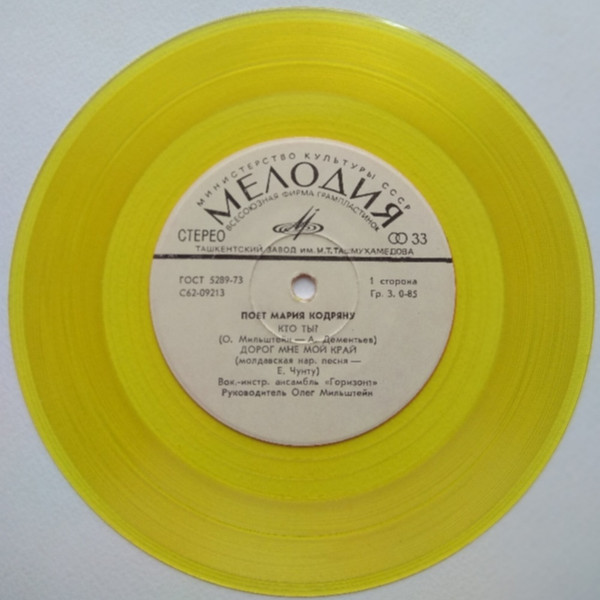 МИНИСТЕРСТВО КУЛЬТУРЫ СССР
МЕЛОДИЯ
ВСЕСОЮЗНАЯ ФИРМА ГРАМПЛАСТИНОК
СТЕРЕО 33
ТАШКЕНТСКИЙ ЗАВОД ИМ. И.Т. ТАШМУХАМЕДОВА
ГОСТ 5289-73 1 сторона
С62-09213 Гр. 3. 0-85
ПОЕТ МАРИЯ КОДРЯНУ
КТО ТЫ?
(О. Мильштейн — А. Дементьев)
ДОРОГ МНЕ МОЙ КРАЙ
(молдавская нар. песня —
Е. Чунту)
Вок.-инстр. ансамбль «Горизонт»
Руководитель Олег Мильштейн